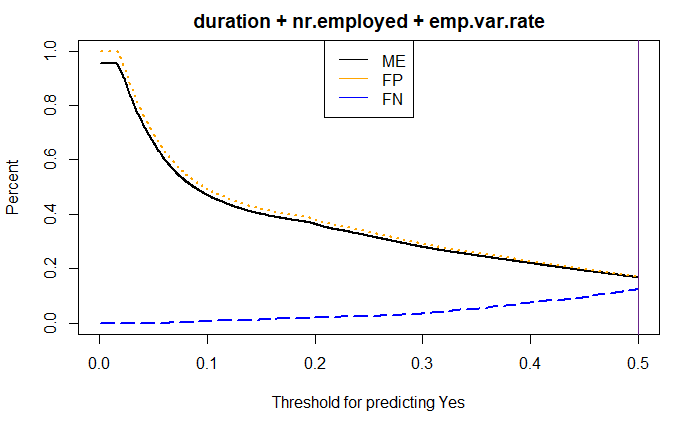 duration + nr.employed + emp.var.rate
ME
FP
FN
Percent
1.0
0.8
0.6
0.4
0.2
0.0
0.0 0.1 0.2 0.3 0.4 0.5
Threshold for predicting Yes